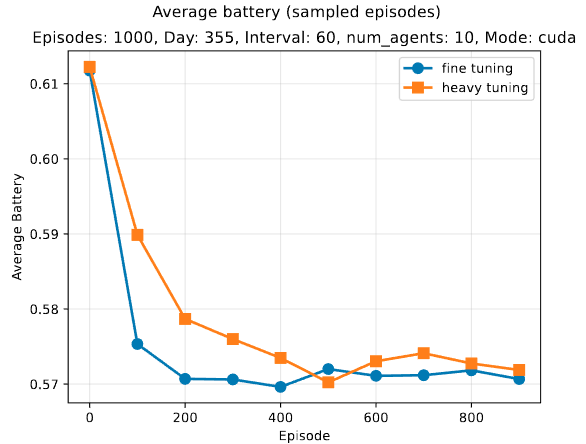 Average battery (sampled episodes)
Episodes: 1000, Day: 355, Interval: 60, num_agents: 10, Mode: cuda
fine tuning
heavy tuning
Average Battery
0.61
0.60
0.59
0.58
0.57
0 200 400 600 800
Episode